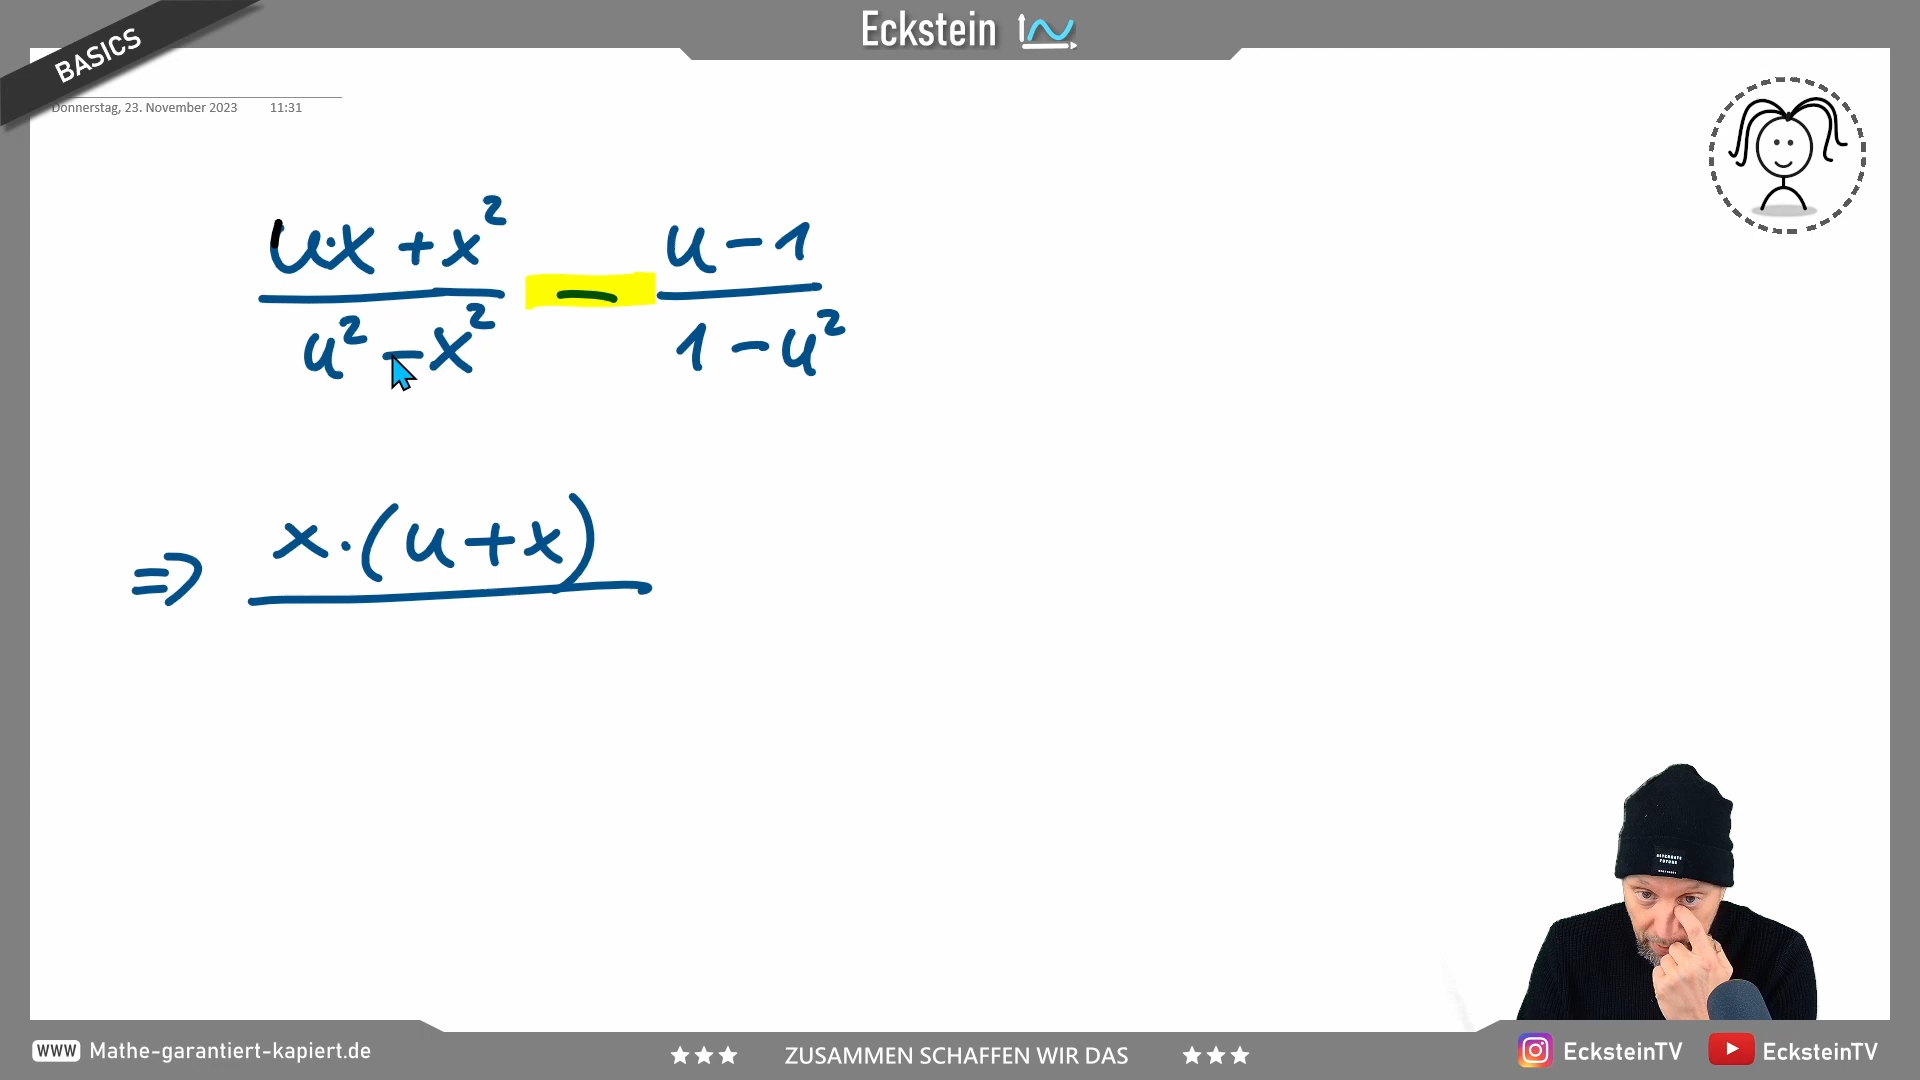 BASICS
Eckstein
Donnerstag, 23. November 2023 11:31
u·x + x² / u² - x² - u - 1 / 1 - u²
⇒ x·(u+x)
www Mathe-garantiert-kapiert.de
★★★ ZUSAMMEN SCHAFFEN WIR DAS ★★★
EcksteinTV
EcksteinTV